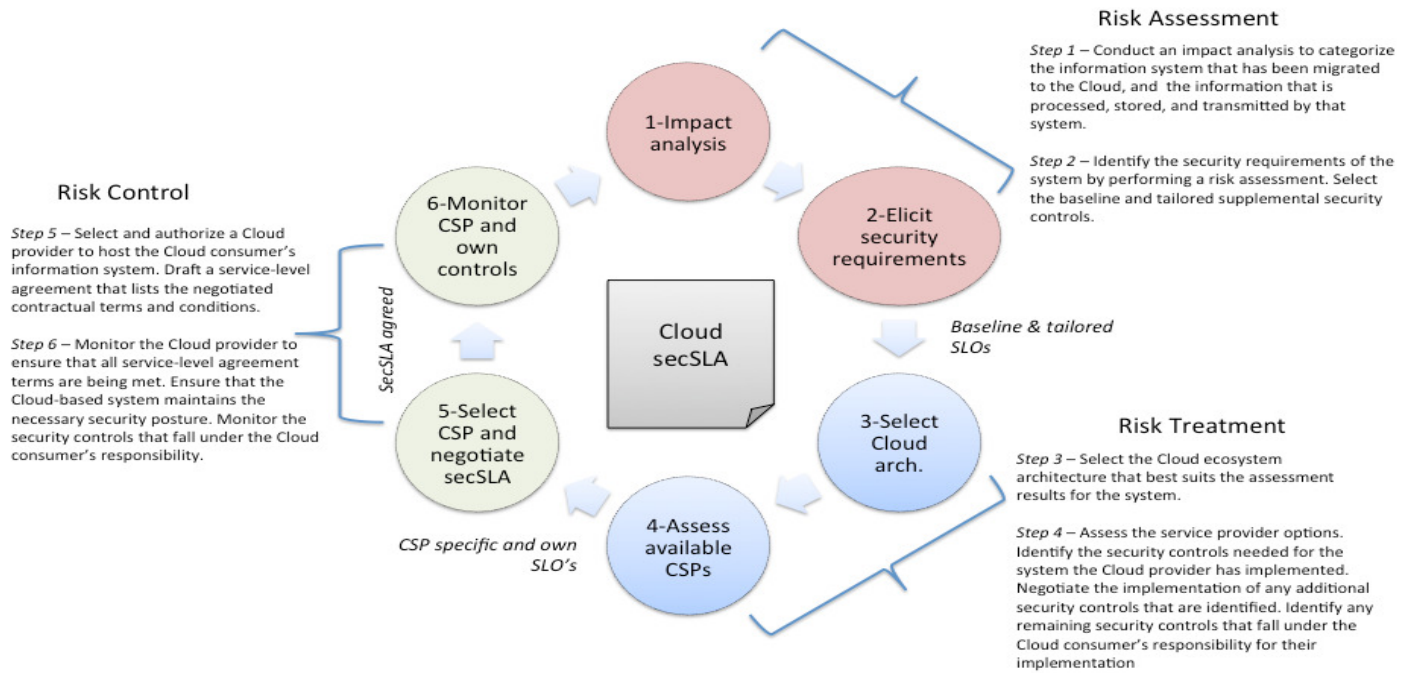 Risk Assessment
Step 1 – Conduct an impact analysis to categorize
the information system that has been migrated
to the Cloud, and  the information that is
processed, stored, and transmitted by that
system.
Step 2 – Identify the security requirements of the
system by performing a risk assessment. Select
the baseline and tailored supplemental security
controls.
1-Impact
analysis
2-Elicit
security
requirements
Baseline & tailored
SLOs
3-Select
Cloud
arch.
Risk Treatment
Step 3 – Select the Cloud ecosystem
architecture that best suits the assessment
results for the system.
Step 4 – Assess the service provider options.
Identify the security controls needed for the
system the Cloud provider has implemented.
Negotiate the implementation of any additional
security controls that are identified. Identify any
remaining security controls that fall under the
Cloud consumer's responsibility for their
implementation
4-Assess
available
CSPs
CSP specific and own
SLO's
5-Select
CSP and
negotiate
secSLA
SecSLA agreed
6-Monitor
CSP and
own
controls
Cloud
secSLA
Risk Control
Step 5 – Select and authorize a Cloud
provider to host the Cloud consumer's
information system. Draft a service-level
agreement that lists the negotiated
contractual terms and conditions.
Step 6 – Monitor the Cloud provider to
ensure that all service-level agreement
terms are being met. Ensure that the
Cloud-based system maintains the
necessary security posture. Monitor the
security controls that fall under the Cloud
consumer's responsibility.